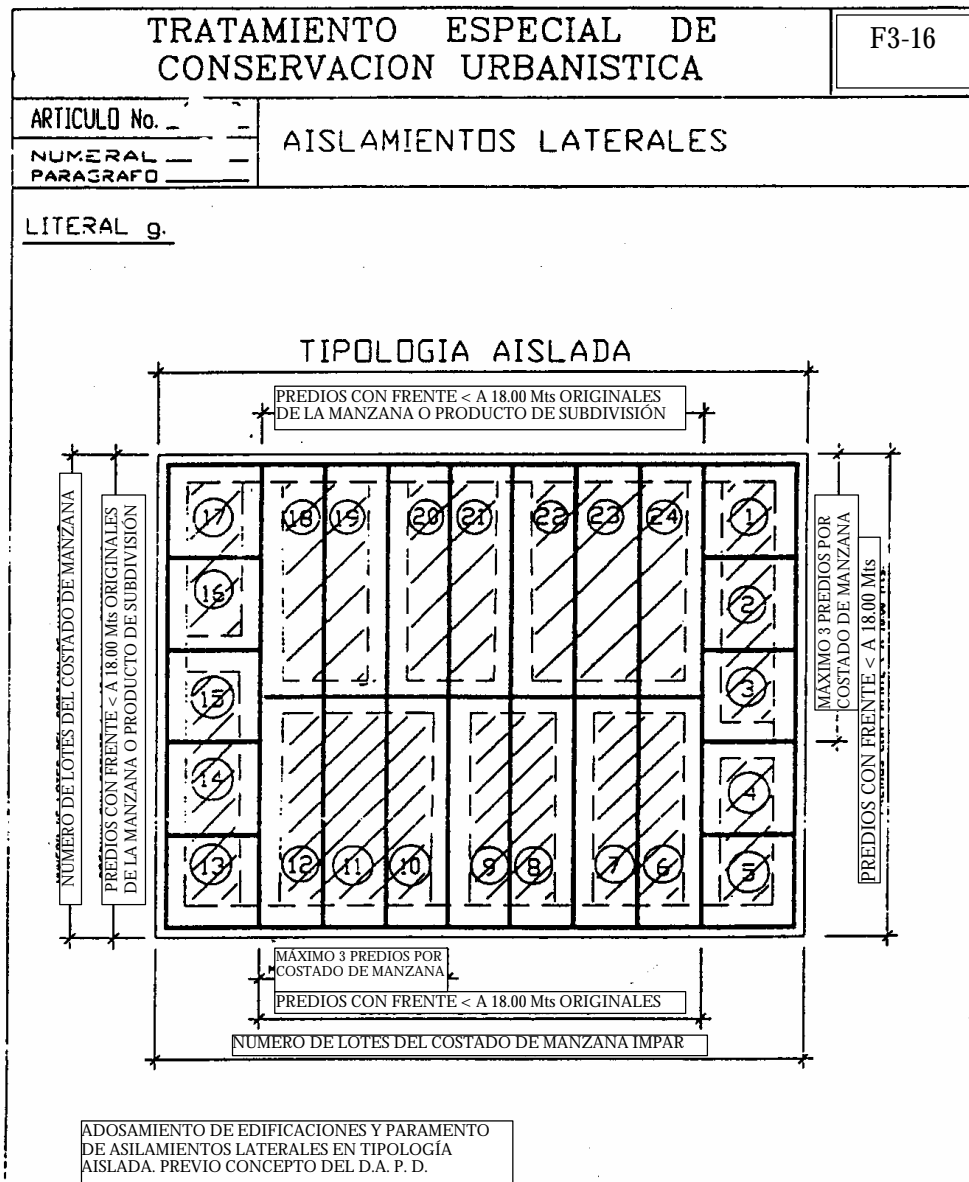 TRATAMIENTO ESPECIAL DE
CONSERVACION URBANISTICA
F3-16
ARTICULO No.
NUMERAL
PARAGRAFO
AISLAMIENTOS LATERALES
LITERAL g.
TIPOLOGIA AISLADA
PREDIOS CON FRENTE < A 18.00 Mts ORIGINALES
DE LA MANZANA O PRODUCTO DE SUBDIVISIÓN
NUMERO DE LOTES DEL COSTADO DE MANZANA
PREDIOS CON FRENTE < A 18.00 Mts ORIGINALES
DE LA MANZANA O PRODUCTO DE SUBDIVISIÓN
17 18 19 20 21 22 23 24 1
16 2
15 3
14 4
13 12 11 10 9 8 7 6 5
MÁXIMO 3 PREDIOS POR
COSTADO DE MANZANA
PREDIOS CON FRENTE < A 18.00 Mts
MÁXIMO 3 PREDIOS POR
COSTADO DE MANZANA
PREDIOS CON FRENTE < A 18.00 Mts ORIGINALES
NUMERO DE LOTES DEL COSTADO DE MANZANA IMPAR
ADOSAMIENTO DE EDIFICACIONES Y PARAMENTO
DE ASILAMIENTOS LATERALES EN TIPOLOGÍA
AISLADA. PREVIO CONCEPTO DEL D.A. P. D.